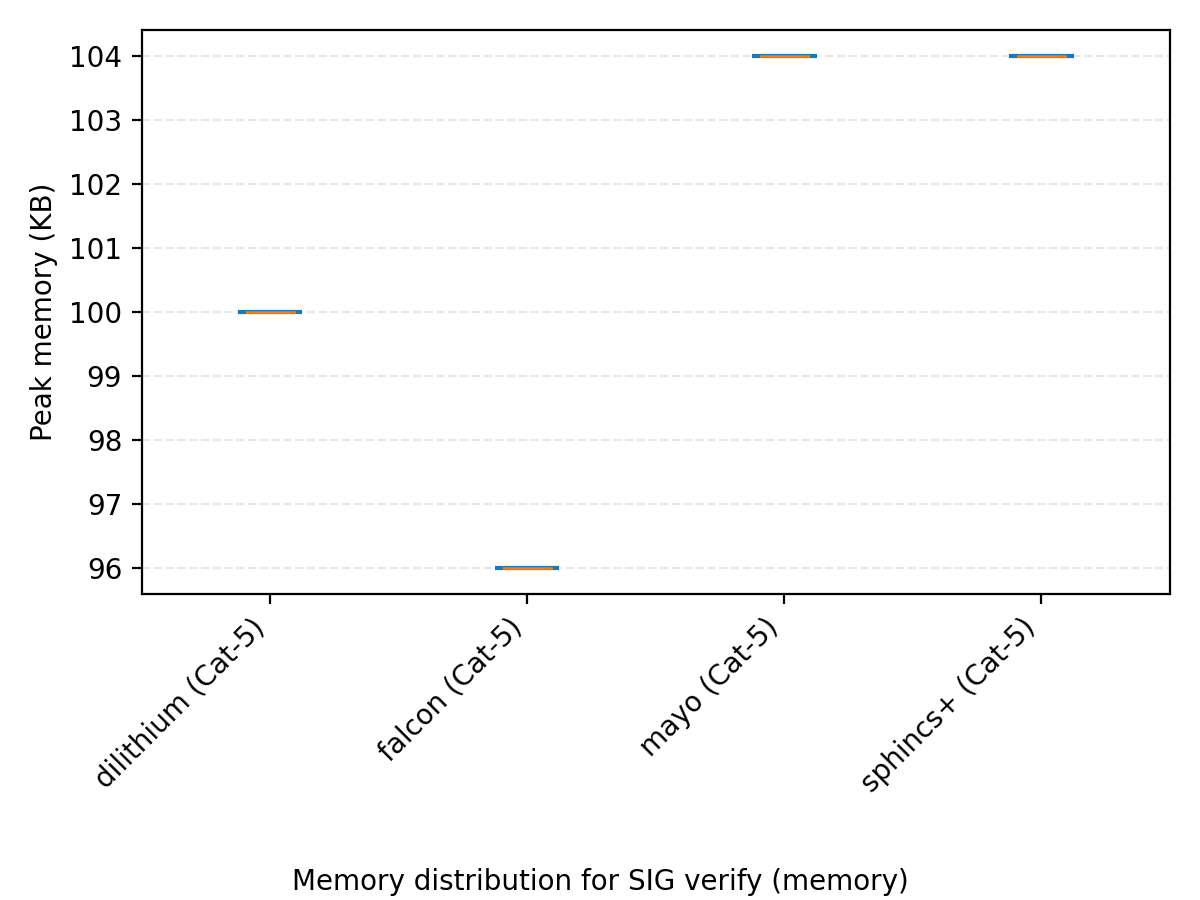 104
103
102
101
100
99
98
97
96
Peak memory (KB)
dilithium (Cat-5)
falcon (Cat-5)
mayo (Cat-5)
sphincs+ (Cat-5)
Memory distribution for SIG verify (memory)